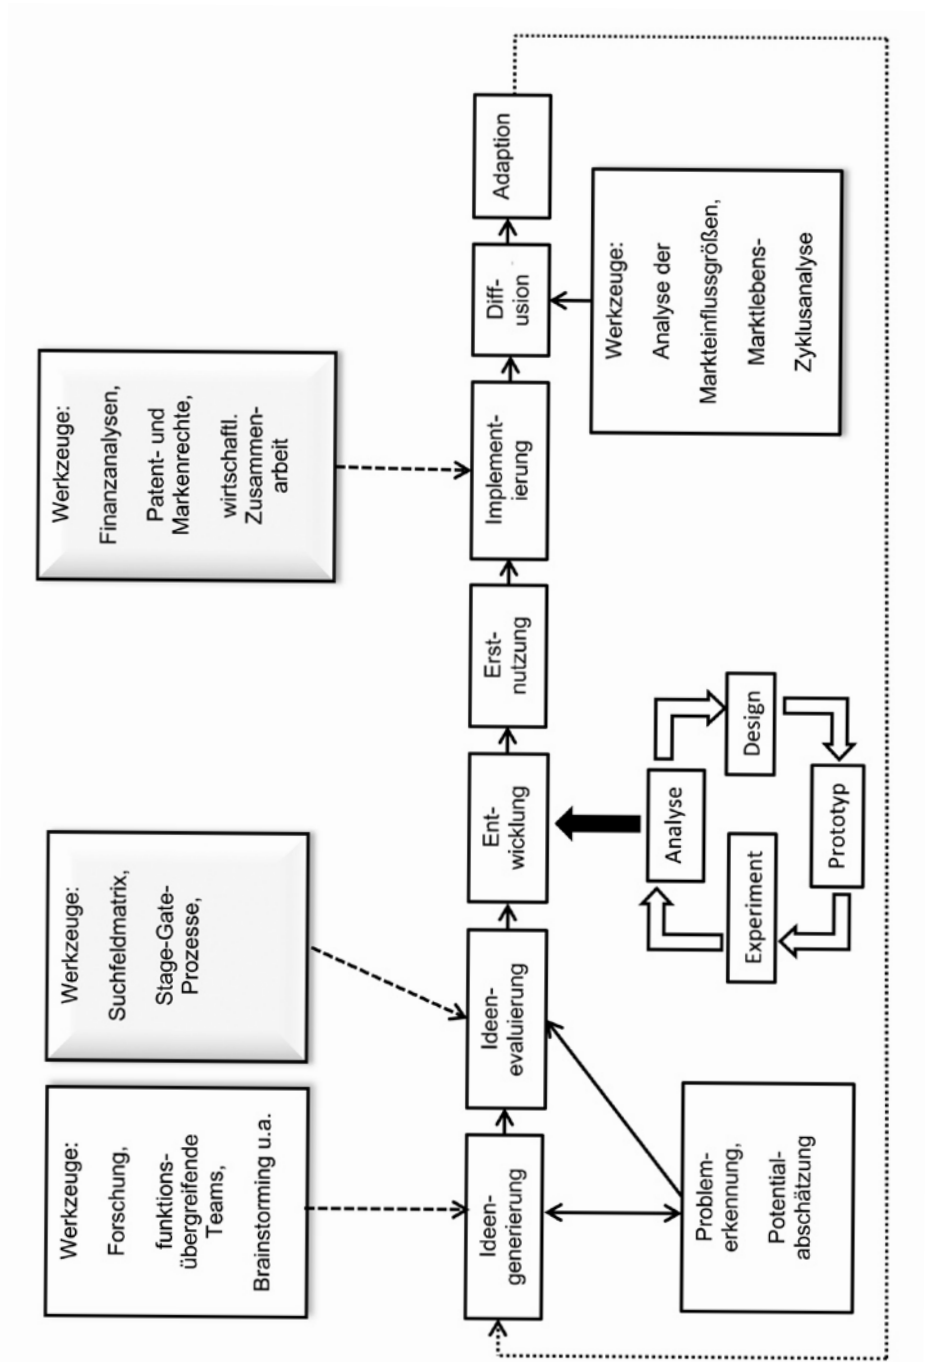 Werkzeuge:
Forschung,
funktions-
übergreifende
Teams,
Brainstorming u.a.
Werkzeuge:
Suchfeldmatrix,
Stage-Gate-
Prozesse,
Werkzeuge:
Finanzanalysen,
Patent- und
Markenrechte,
wirtschaftl.
Zusammen-
arbeit
Ideen-
generierung
Ideen-
evaluierung
Ent-
wicklung
Erst-
nutzung
Implement-
ierung
Diff-
usion
Adaption
Problem-
erkennung,
Potential-
abschätzung
Analyse
Design
Experiment
Prototyp
Werkzeuge:
Analyse der
Markteinflussgrößen,
Marktlebens-
Zyklusanalyse